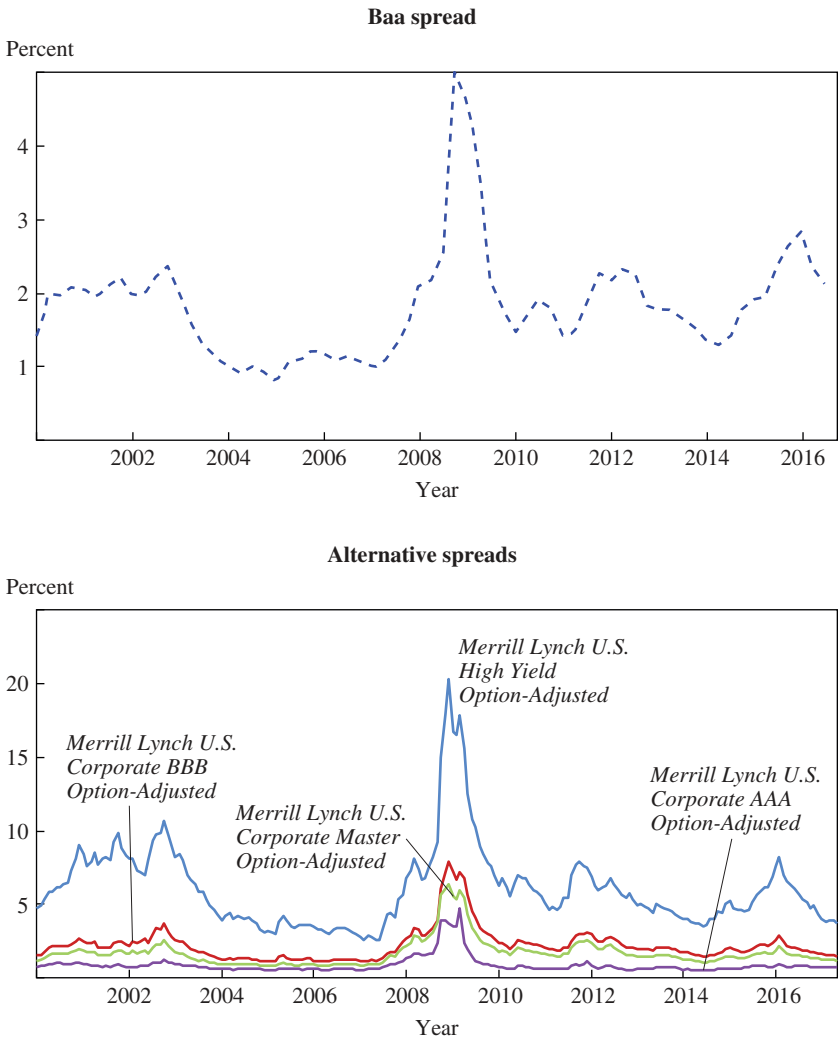 Baa spread
Percent
4
3
2
1
2002 2004 2006 2008 2010 2012 2014 2016
Year
Alternative spreads
Percent
20
15
10
5
Merrill Lynch U.S.
High Yield
Option-Adjusted
Merrill Lynch U.S.
Corporate BBB
Option-Adjusted
Merrill Lynch U.S.
Corporate Master
Option-Adjusted
Merrill Lynch U.S.
Corporate AAA
Option-Adjusted
2002 2004 2006 2008 2010 2012 2014 2016
Year